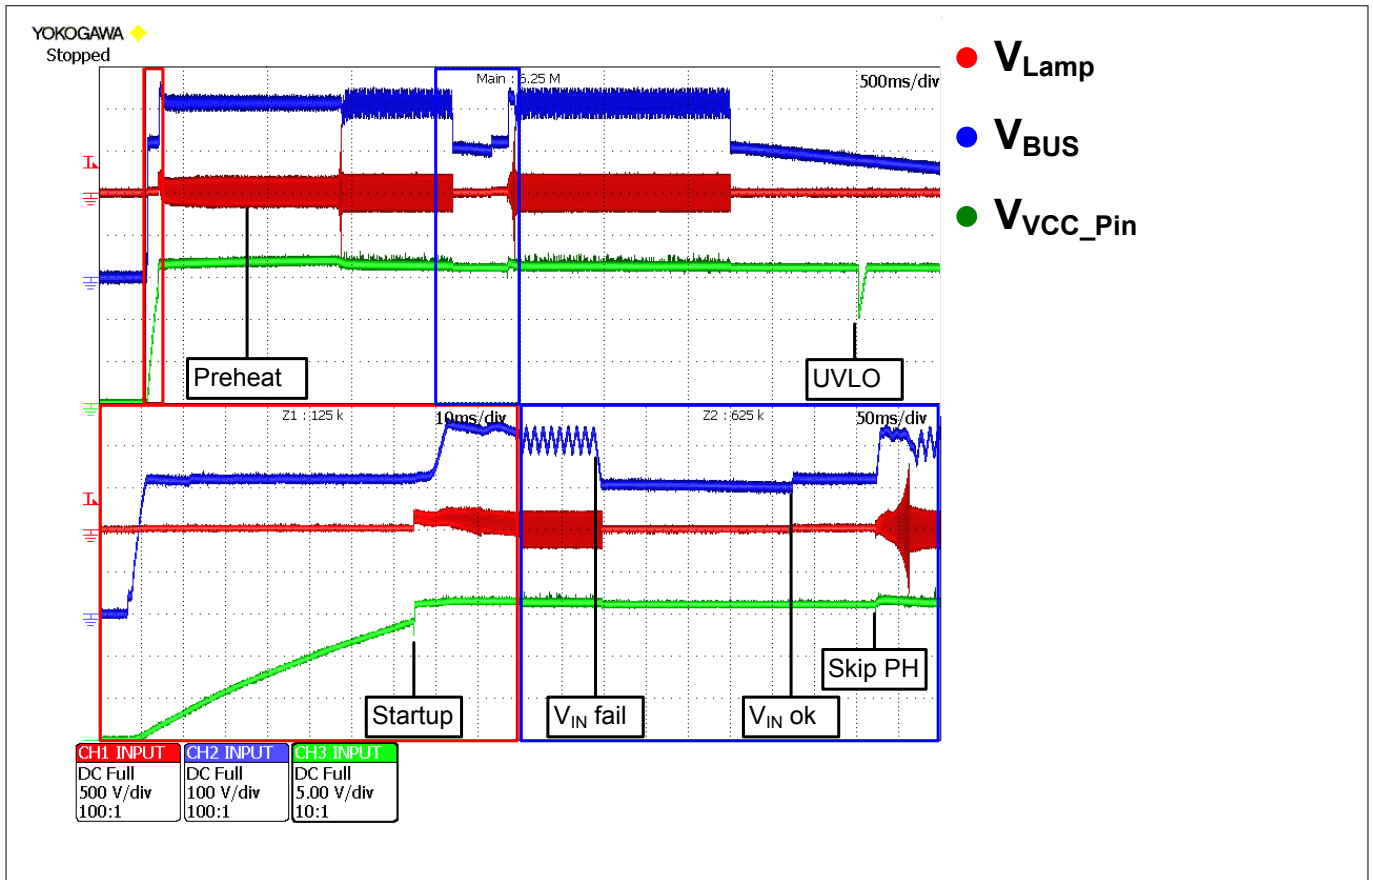 YOKOGAWA
Stopped
Main : 6.25 M
500ms/div
Preheat
UVLO
Z1 : 125 k
10ms/div
Z2 : 625 k
50ms/div
Startup
VIN fail
VIN ok
Skip PH
CH1 INPUT
DC Full
500 V/div
100:1
CH2 INPUT
DC Full
100 V/div
100:1
CH3 INPUT
DC Full
5.00 V/div
10:1
VLamp
VBUS
VVCC_Pin